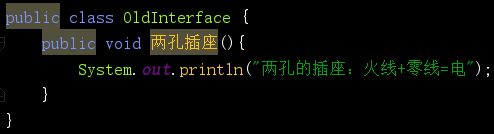 public class OldInterface {
public void 两孔插座(){
System.out.println("两孔的插座：火线+零线=电");
}
}